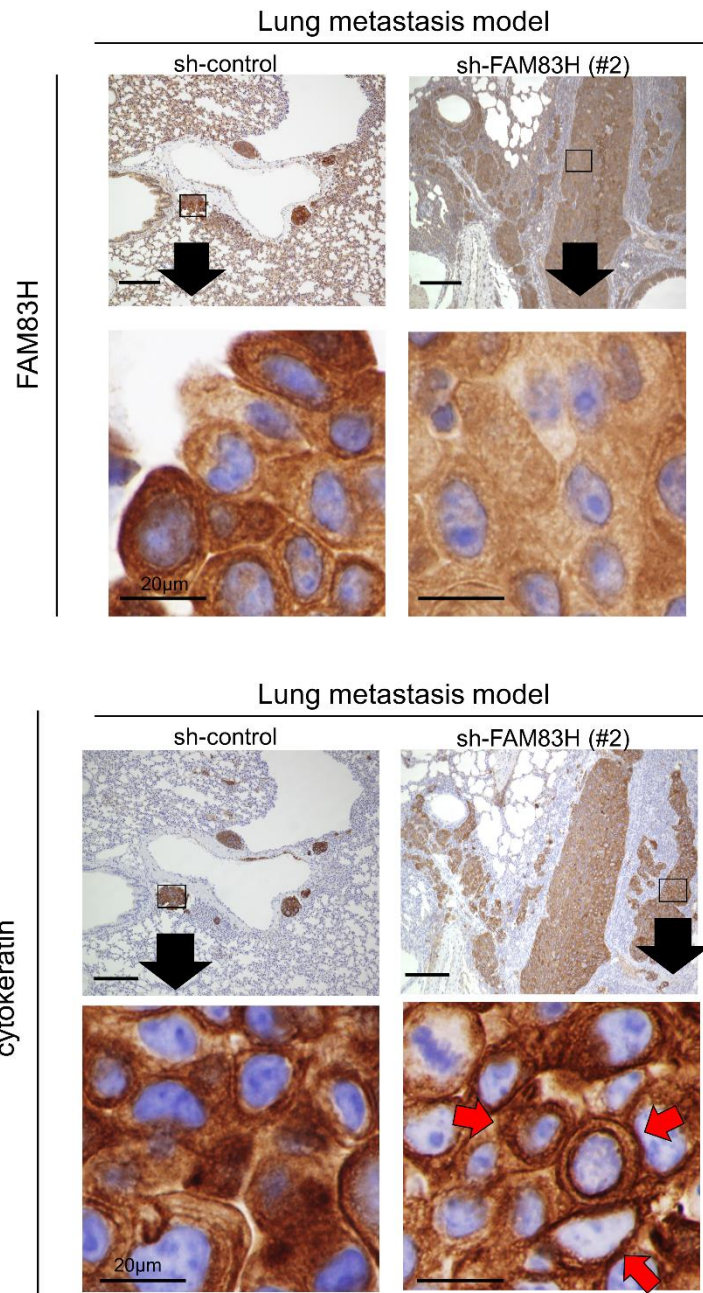 Lung metastasis model
sh-control
sh-FAM83H (#2)
FAM83H
20µm
Lung metastasis model
sh-control
sh-FAM83H (#2)
cytokeratin
20µm